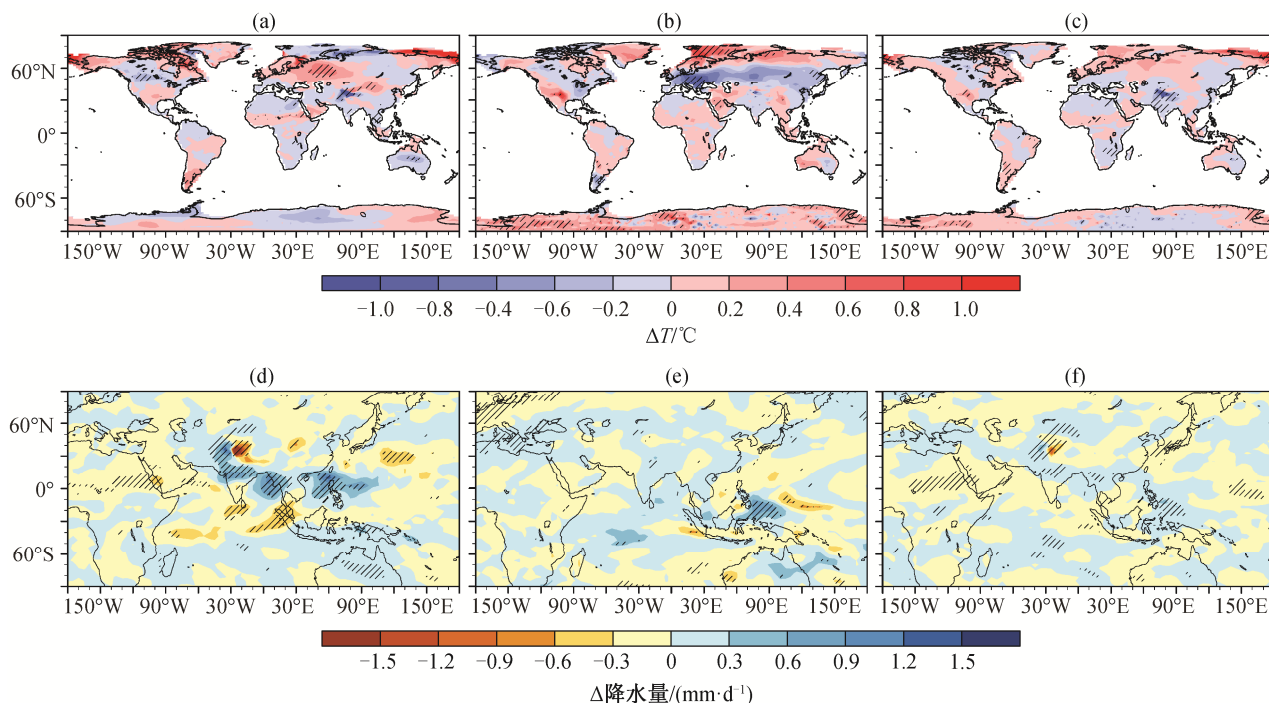 (a) (b) (c)
60°N
0°
60°S
150°W 90°W 30°W 30°E 90°E 150°E 150°W 90°W 30°W 30°E 90°E 150°E 150°W 90°W 30°W 30°E 90°E 150°E
−1.0 −0.8 −0.4 −0.2 0 0.2 0.4 0.6 0.8 1.0
ΔT/℃
(d) (e) (f)
60°N
0°
60°S
150°W 90°W 30°W 30°E 90°E 150°E 150°W 90°W 30°W 30°E 90°E 150°E 150°W 90°W 30°W 30°E 90°E 150°E
−1.5 −1.2 −0.9 −0.6 −0.3 0 0.3 0.6 0.9 1.2 1.5
Δ降水量/(mm·d⁻¹)